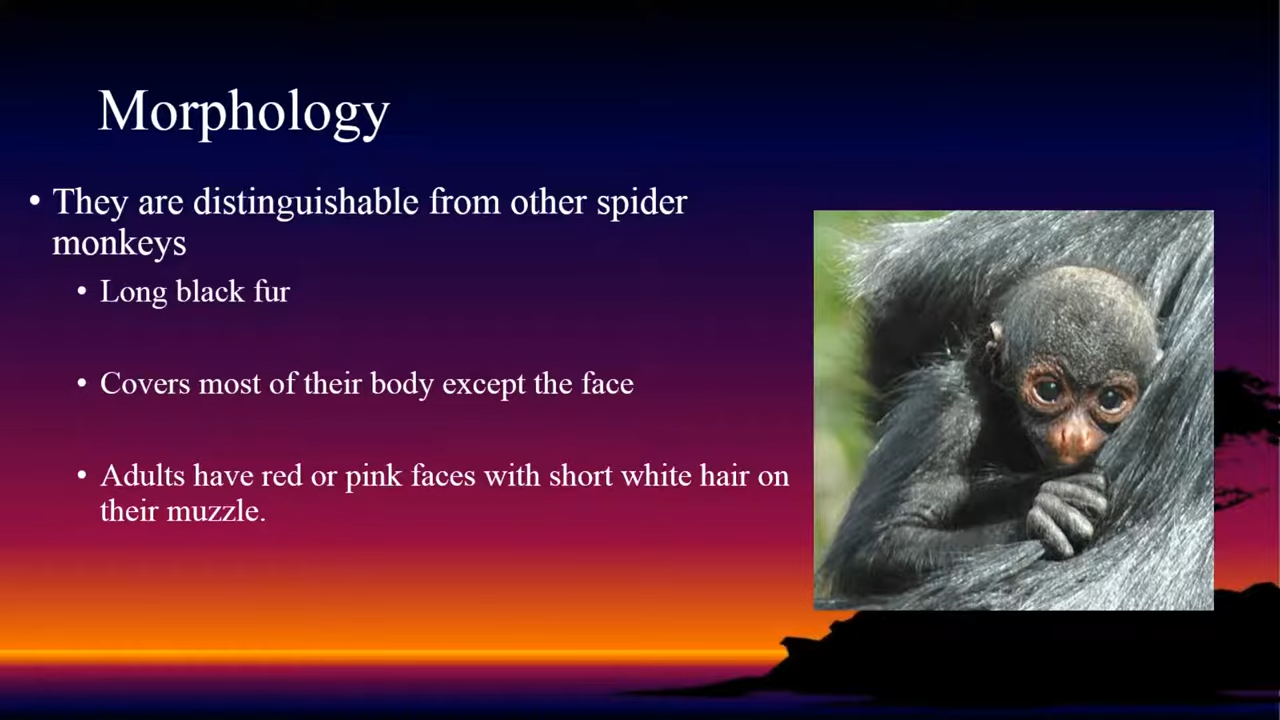 Morphology
• They are distinguishable from other spider
monkeys
• Long black fur
• Covers most of their body except the face
• Adults have red or pink faces with short white hair on
their muzzle.